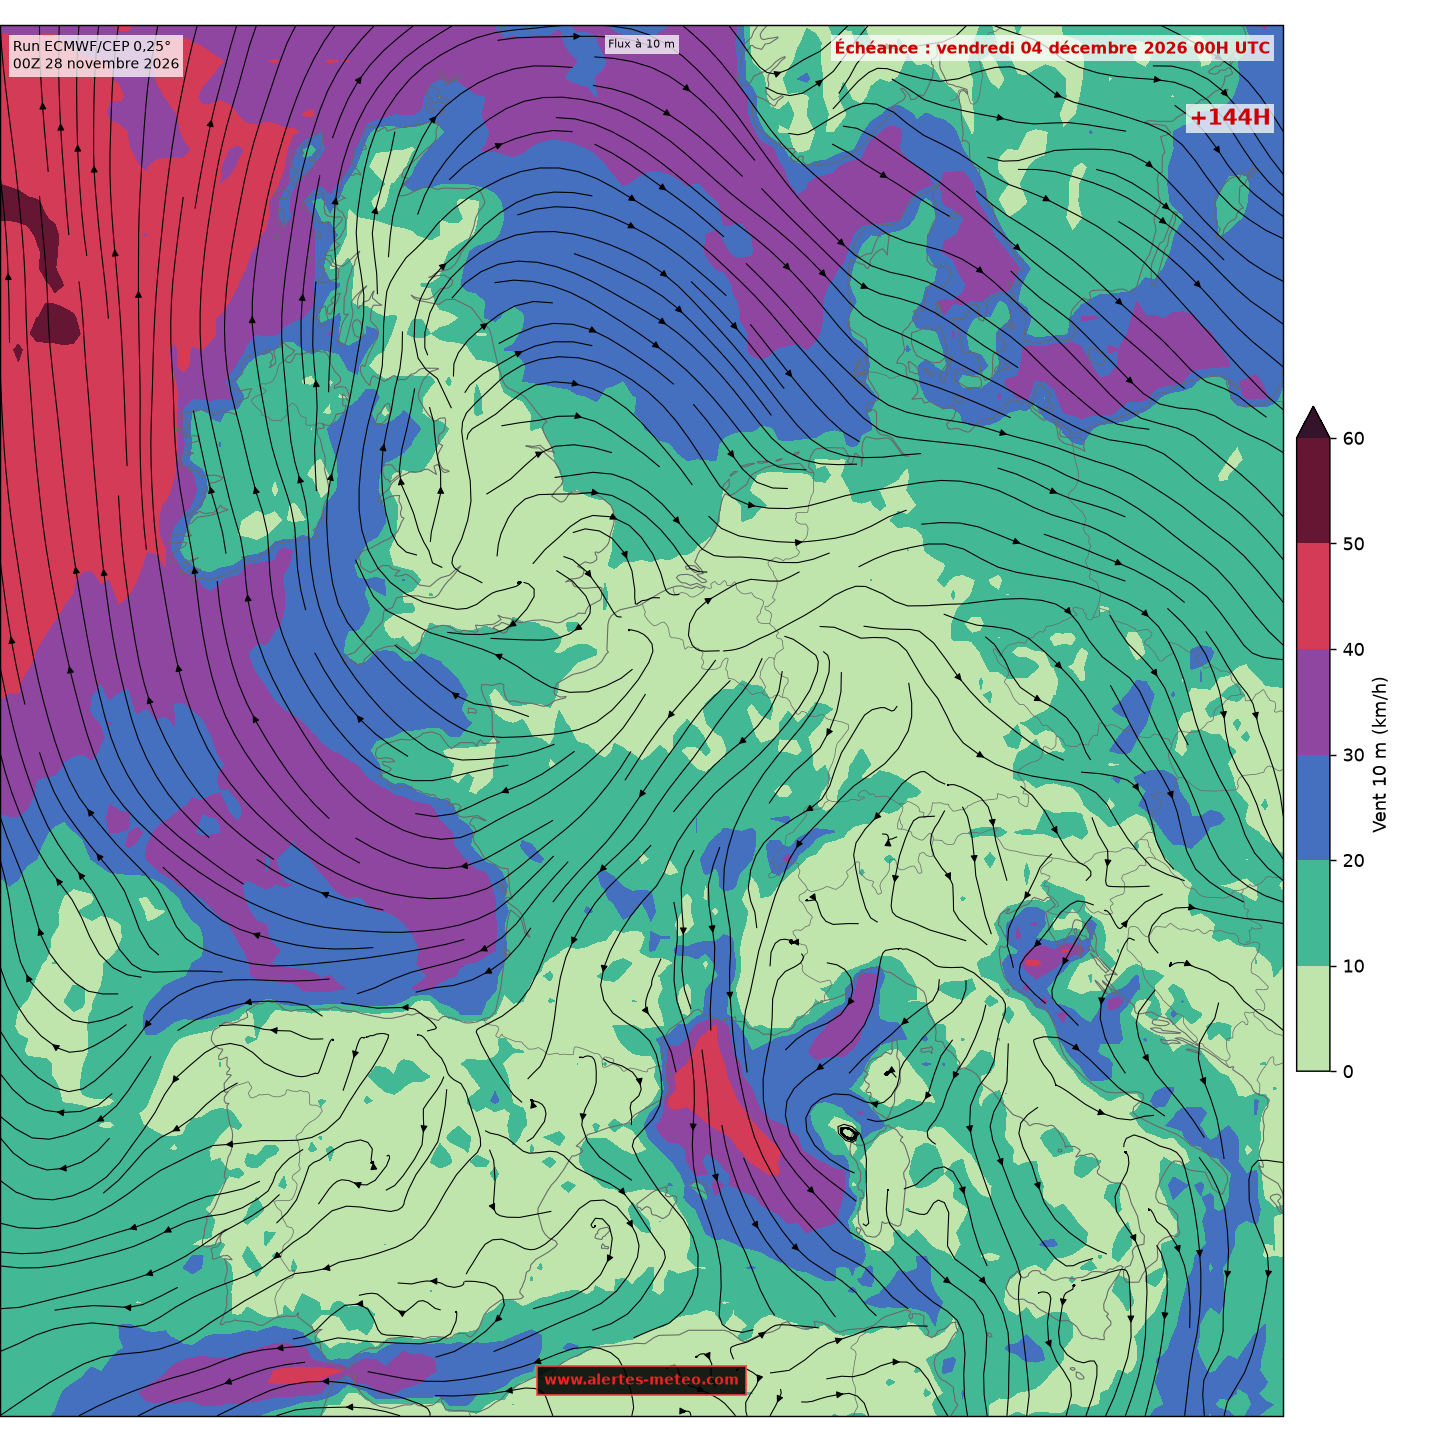 Run ECMWF/CEP 0,25°
00Z 28 novembre 2026
Flux à 10 m
Échéance : vendredi 04 décembre 2026 00H UTC
+144H
60
50
40
30
20
10
0
Vent 10 m (km/h)
www.alertes-meteo.com